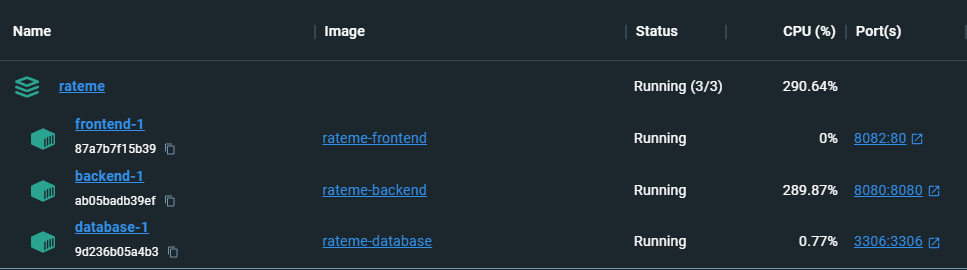 Name Image Status CPU (%) Port(s)
rateme Running (3/3) 290.64%
frontend-1
87a7b7f15b39 rateme-frontend Running 0% 8082:80
backend-1
ab05badb39ef rateme-backend Running 289.87% 8080:8080
database-1
9d236b05a4b3 rateme-database Running 0.77% 3306:3306